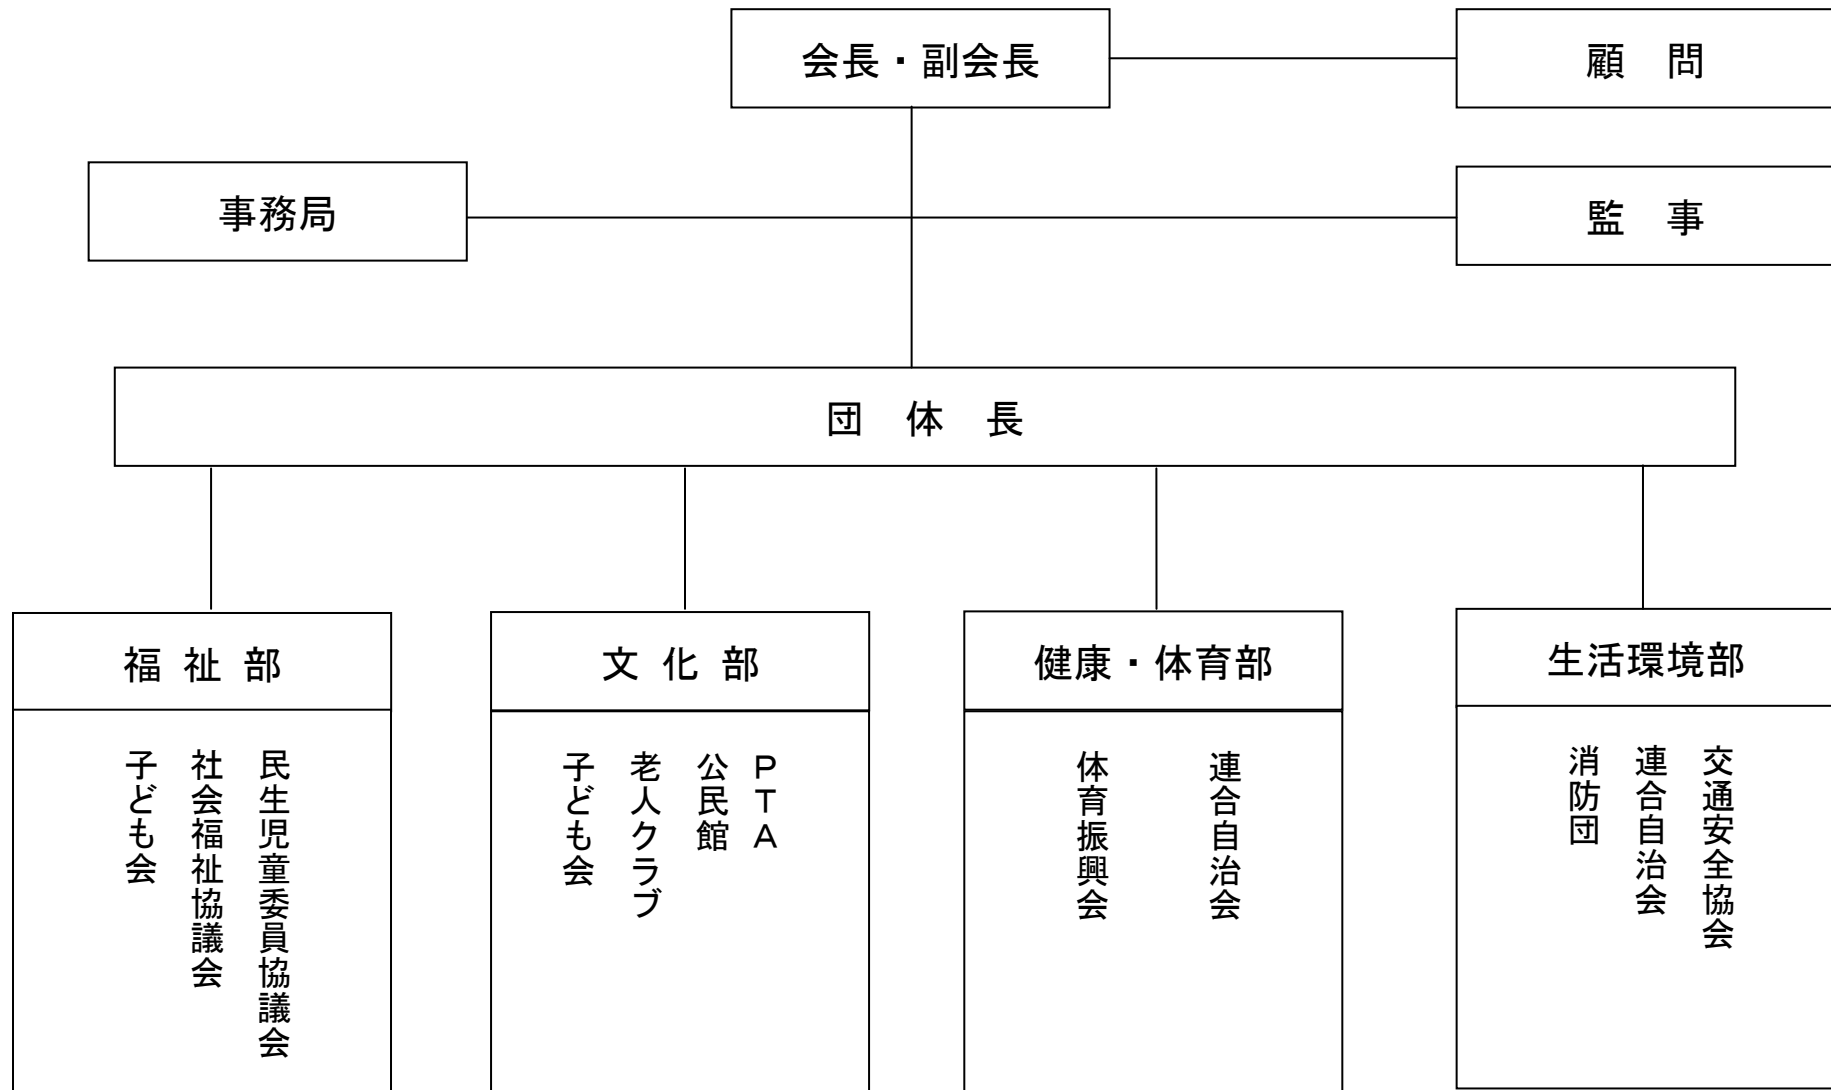 会長・副会長
顧　問
事務局
監　事
団　体　長
福 祉 部
民生児童委員協議会
社会福祉協議会
子ども会
文 化 部
ＰＴＡ
公民館
老人クラブ
子ども会
健康・体育部
連合自治会
体育振興会
生活環境部
交通安全協会
連合自治会
消防団